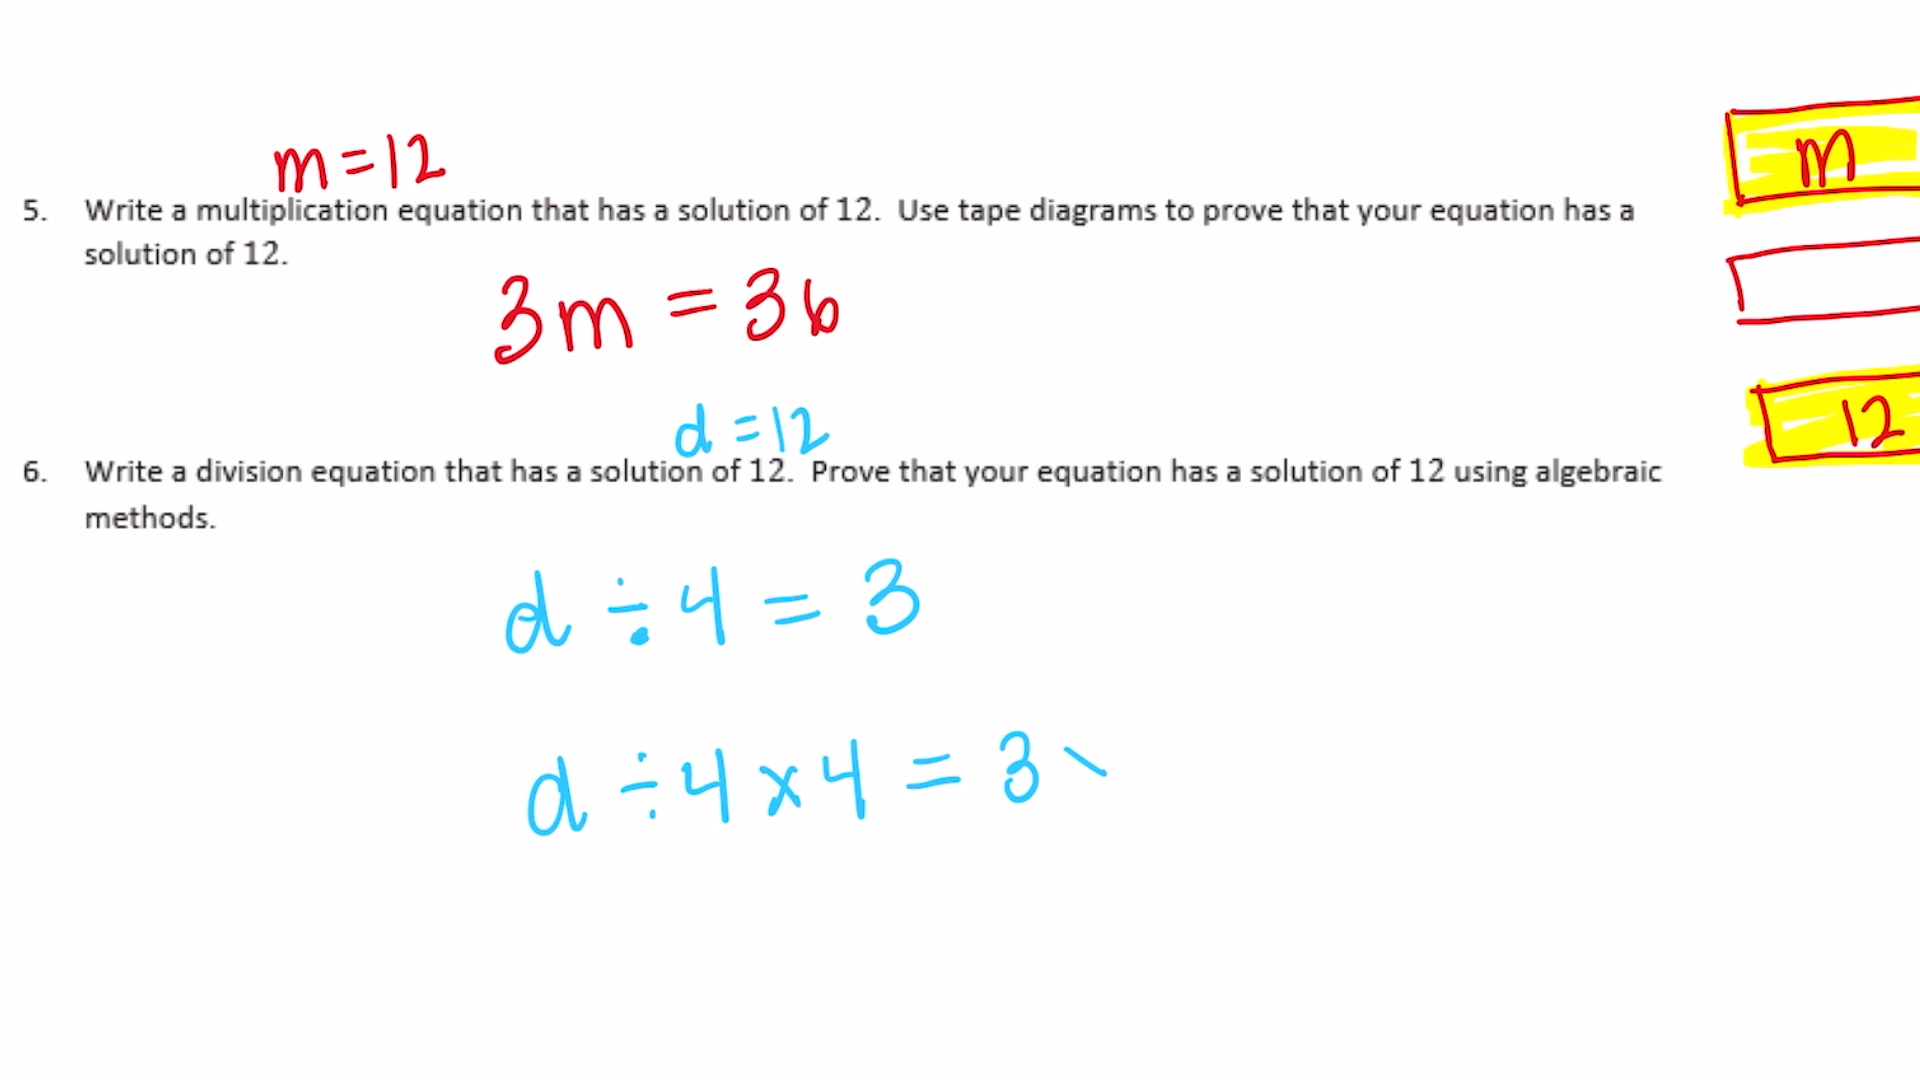 m=12
m
5. Write a multiplication equation that has a solution of 12. Use tape diagrams to prove that your equation has a
solution of 12.
3m = 36
12
d=12
6. Write a division equation that has a solution of 12. Prove that your equation has a solution of 12 using algebraic
methods.
d ÷ 4 = 3
d ÷ 4 x 4 = 3 \